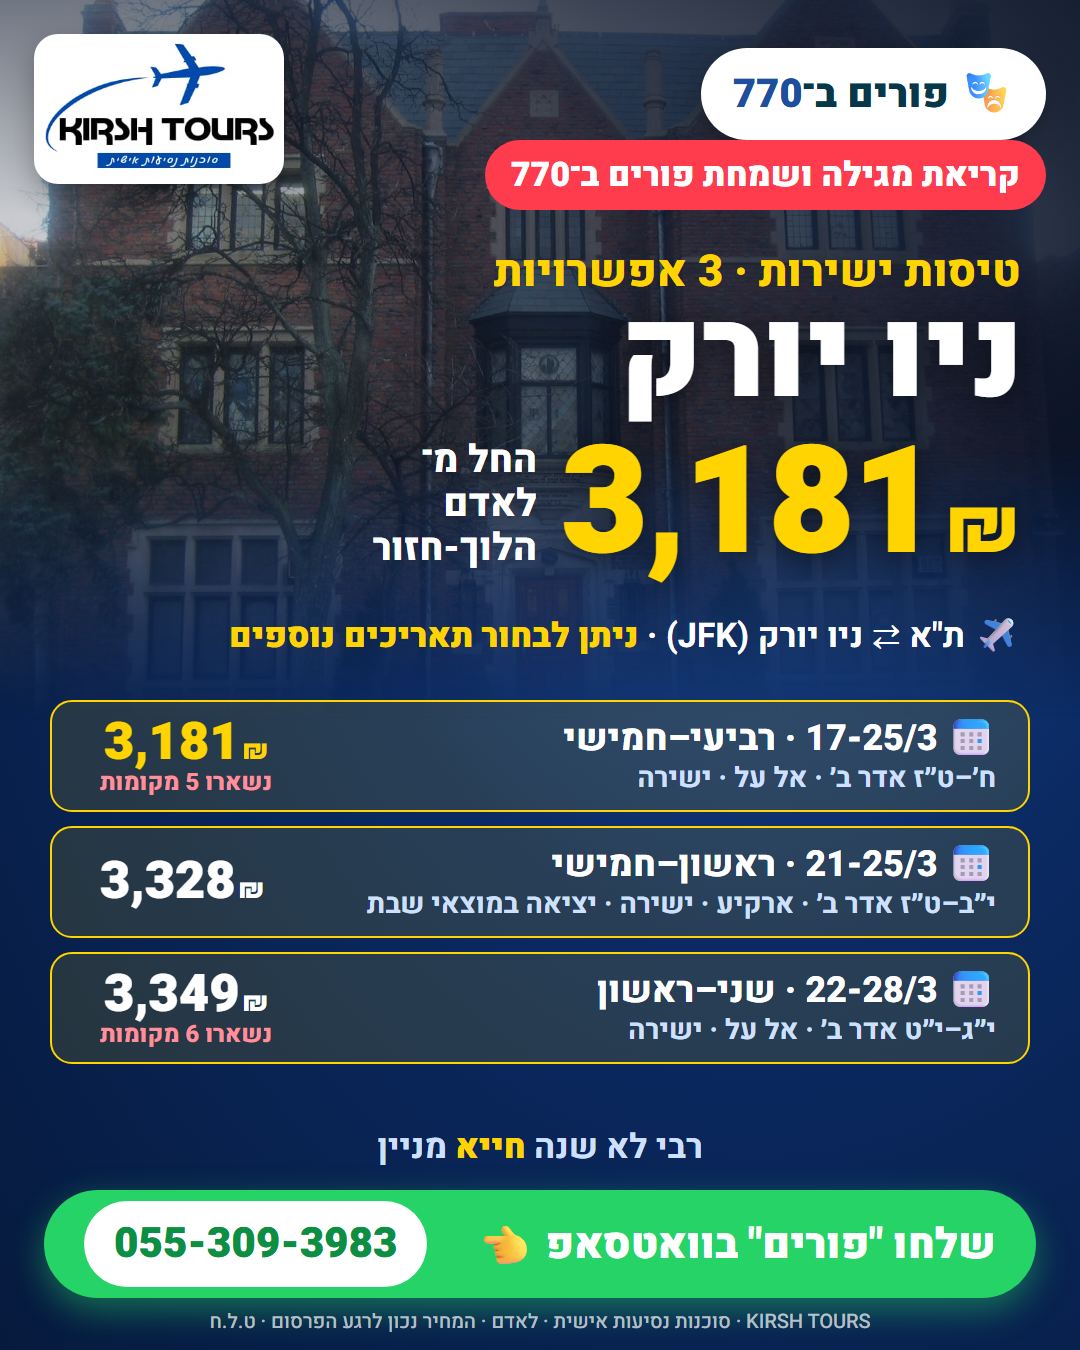 KIRSH TOURS
סוכנות נסיעות אישית
פורים ב־770
קריאת מגילה ושמחת פורים ב־770
טיסות ישירות · 3 אפשרויות
ניו יורק
₪3,181
החל מ־
לאדם
הלוך-חזור
ת"א ⇄ ניו יורק (JFK) · ניתן לבחור תאריכים נוספים
17-25/3 · רביעי–חמישי
ח׳–ט״ז אדר ב׳ · אל על · ישירה
₪3,181
נשארו 5 מקומות
21-25/3 · ראשון–חמישי
י״ב–ט״ז אדר ב׳ · ארקיע · ישירה · יציאה במוצאי שבת
₪3,328
22-28/3 · שני–ראשון
י״ג–י״ט אדר ב׳ · אל על · ישירה
₪3,349
נשארו 6 מקומות
רבי לא שנה חייא מניין
שלחו "פורים" בוואטסאפ 👈 055-309-3983
KIRSH TOURS · סוכנות נסיעות אישית · לאדם · המחיר נכון לרגע הפרסום · ט.ל.ח